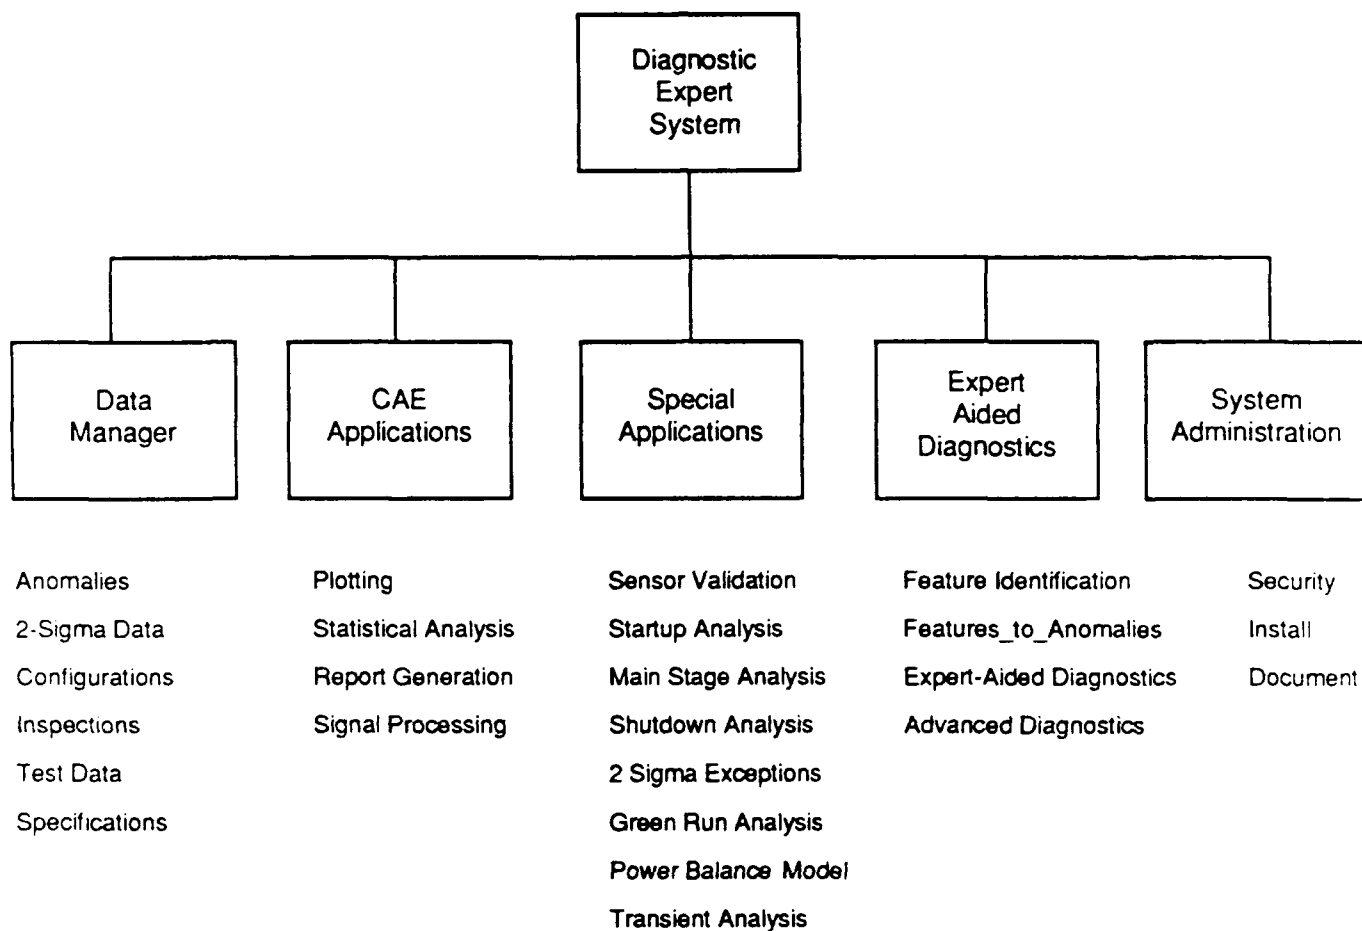 Diagnostic
Expert
System
Data
Manager
CAE
Applications
Special
Applications
Expert
Aided
Diagnostics
System
Administration
Anomalies
2-Sigma Data
Configurations
Inspections
Test Data
Specifications
Plotting
Statistical Analysis
Report Generation
Signal Processing
Sensor Validation
Startup Analysis
Main Stage Analysis
Shutdown Analysis
2 Sigma Exceptions
Green Run Analysis
Power Balance Model
Transient Analysis
Feature Identification
Features_to_Anomalies
Expert-Aided Diagnostics
Advanced Diagnostics
Security
Install
Document